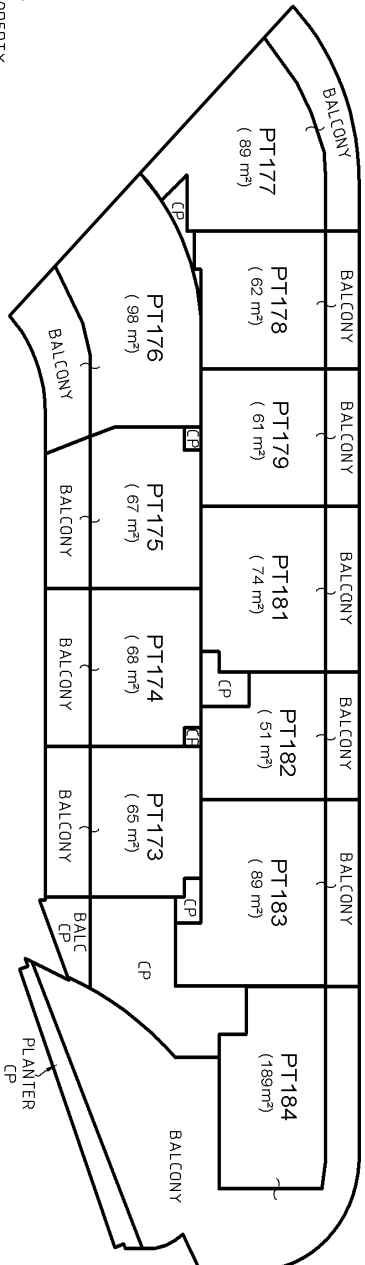 BALCONY
PT177
( 89 m²)
CP
BALCONY
PT178
( 62 m²)
BALCONY
PT179
( 61 m²)
BALCONY
PT181
( 74 m²)
CP
BALCONY
PT182
( 51 m²)
BALCONY
PT183
( 89 m²)
PT184
(189m²)
BALCONY
PT176
( 98 m²)
BALCONY
CP
PT175
( 67 m²)
BALCONY
PT174
( 68 m²)
BALCONY
CP
PT173
( 65 m²)
BALCONY
CP
CP
BALC
CP
PLANTER
CP